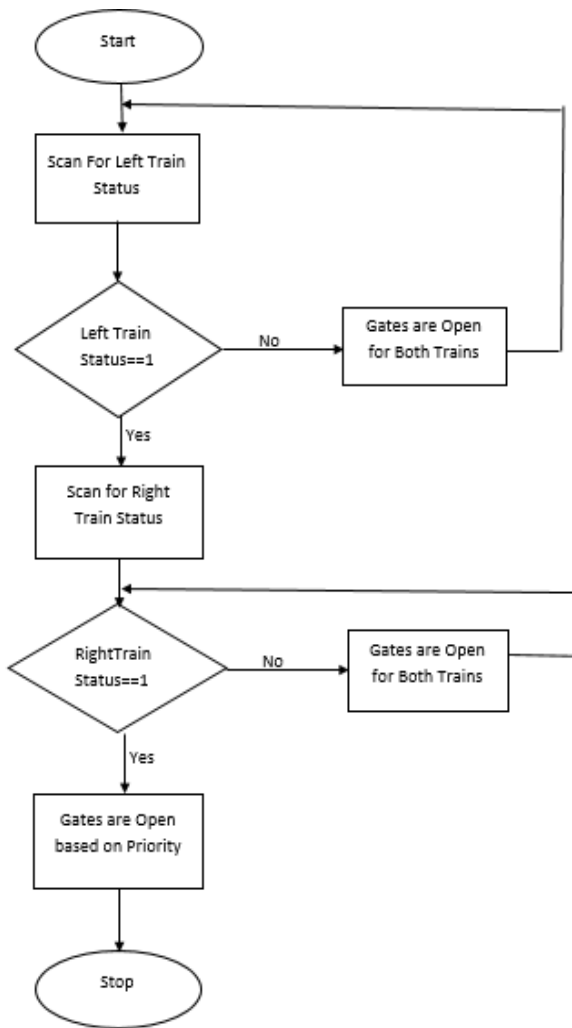 Start
Scan For Left Train
Status
Left Train
Status==1
No
Gates are Open
for Both Trains
Yes
Scan for Right
Train Status
RightTrain
Status==1
No
Gates are Open
for Both Trains
Yes
Gates are Open
based on Priority
Stop